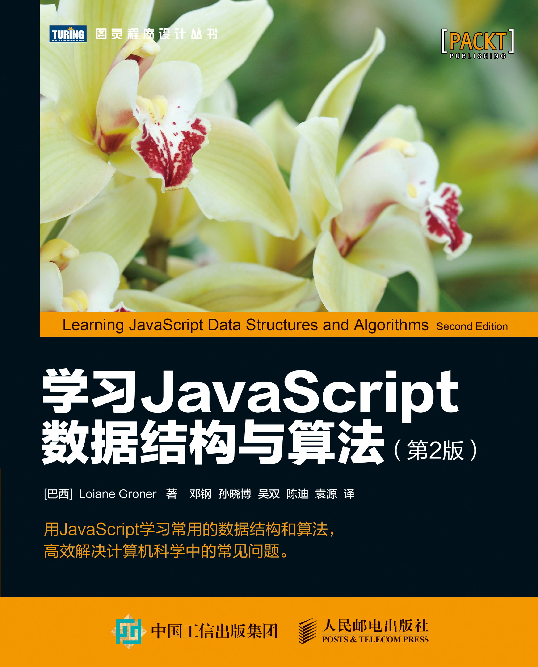 TURING 图灵程序设计丛书
[PACKT]
PUBLISHING
Learning JavaScript Data Structures and Algorithms Second Edition
学习JavaScript
数据结构与算法（第2版）
[巴西] Loiane Groner 著 邓钢 孙晓博 吴双 陈迪 袁源 译
用JavaScript学习常用的数据结构和算法，
高效解决计算机科学中的常见问题。
中国工信出版集团
人民邮电出版社
POSTS & TELECOM PRESS